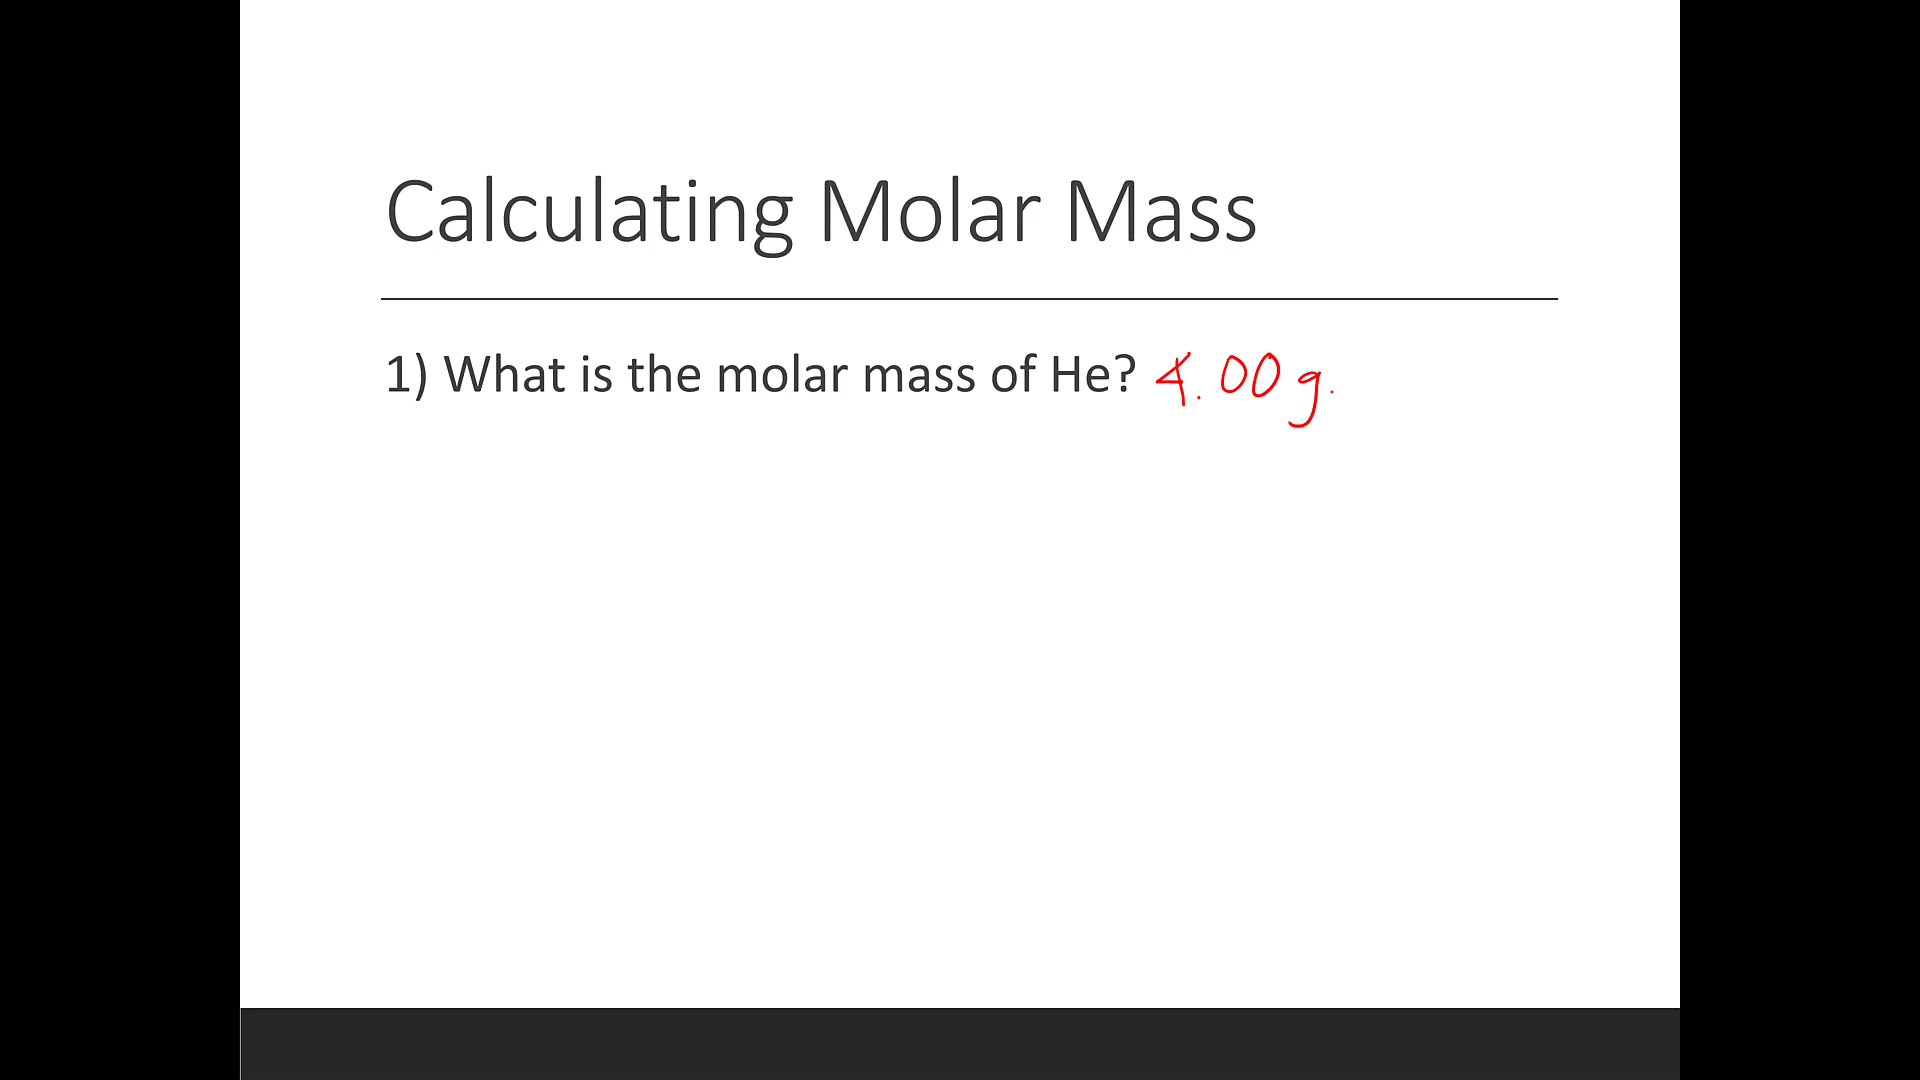 Calculating Molar Mass
1) What is the molar mass of He? 4.00 g.